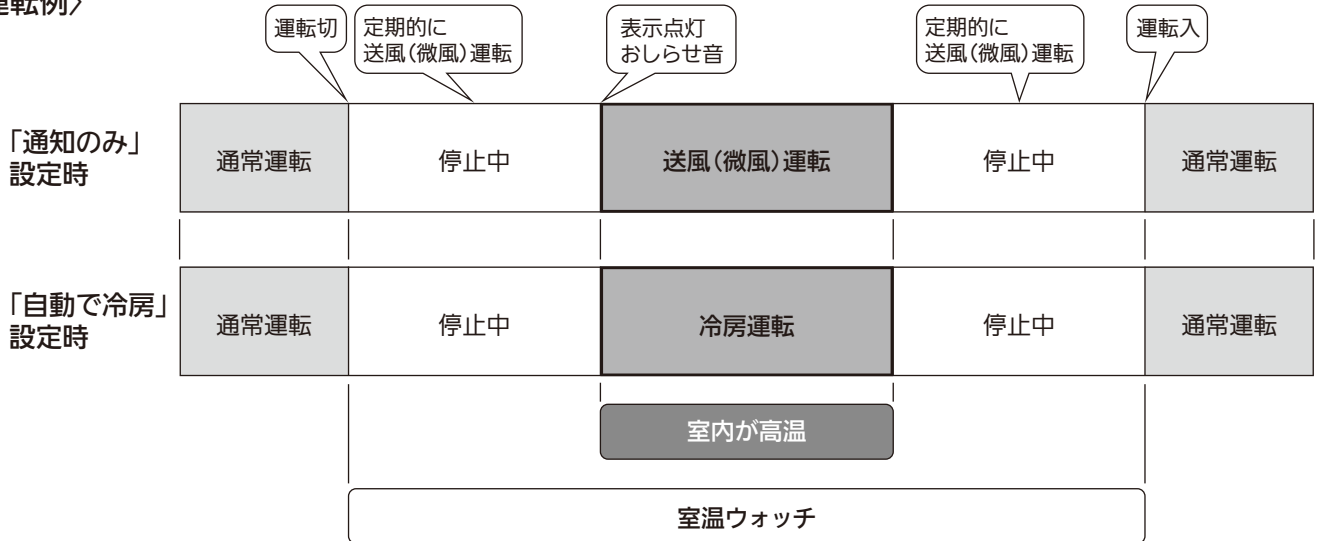 転例〉
運転切
定期的に
送風(微風)運転
表示点灯
おしらせ音
定期的に
送風(微風)運転
運転入
「通知のみ」
設定時
通常運転
停止中
送風(微風)運転
停止中
通常運転
「自動で冷房」
設定時
通常運転
停止中
冷房運転
停止中
通常運転
室内が高温
室温ウォッチ